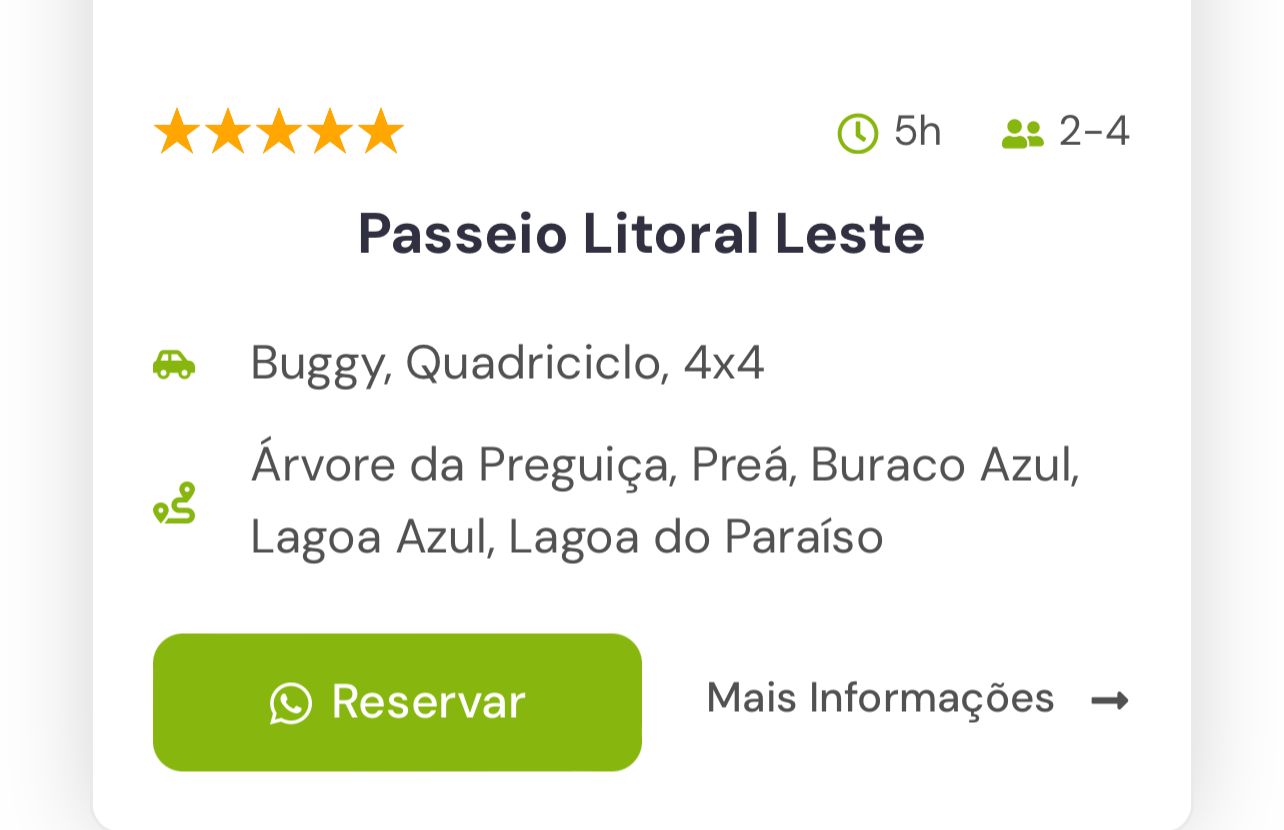 5h 2-4
Passeio Litoral Leste
Buggy, Quadriciclo, 4x4
Árvore da Preguiça, Preá, Buraco Azul,
Lagoa Azul, Lagoa do Paraíso
Reservar Mais Informações